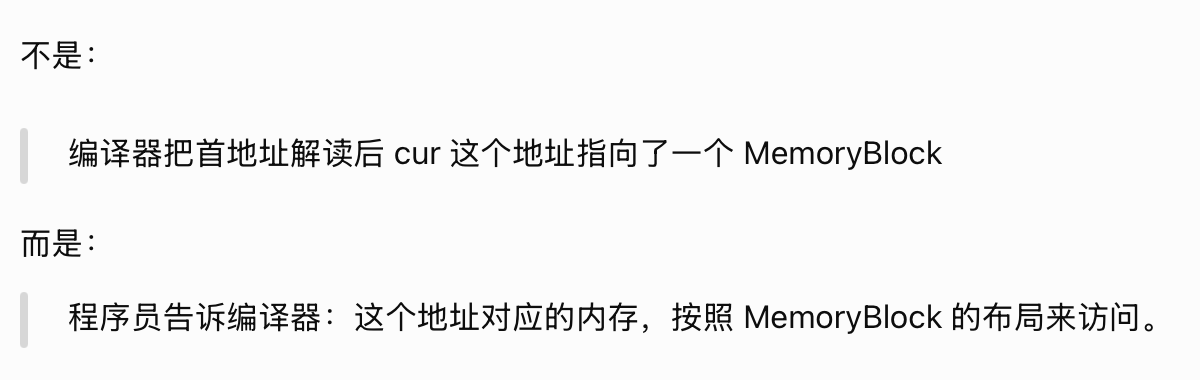 不是：
编译器把首地址解读后 cur 这个地址指向了一个 MemoryBlock
而是：
程序员告诉编译器：这个地址对应的内存，按照 MemoryBlock 的布局来访问。